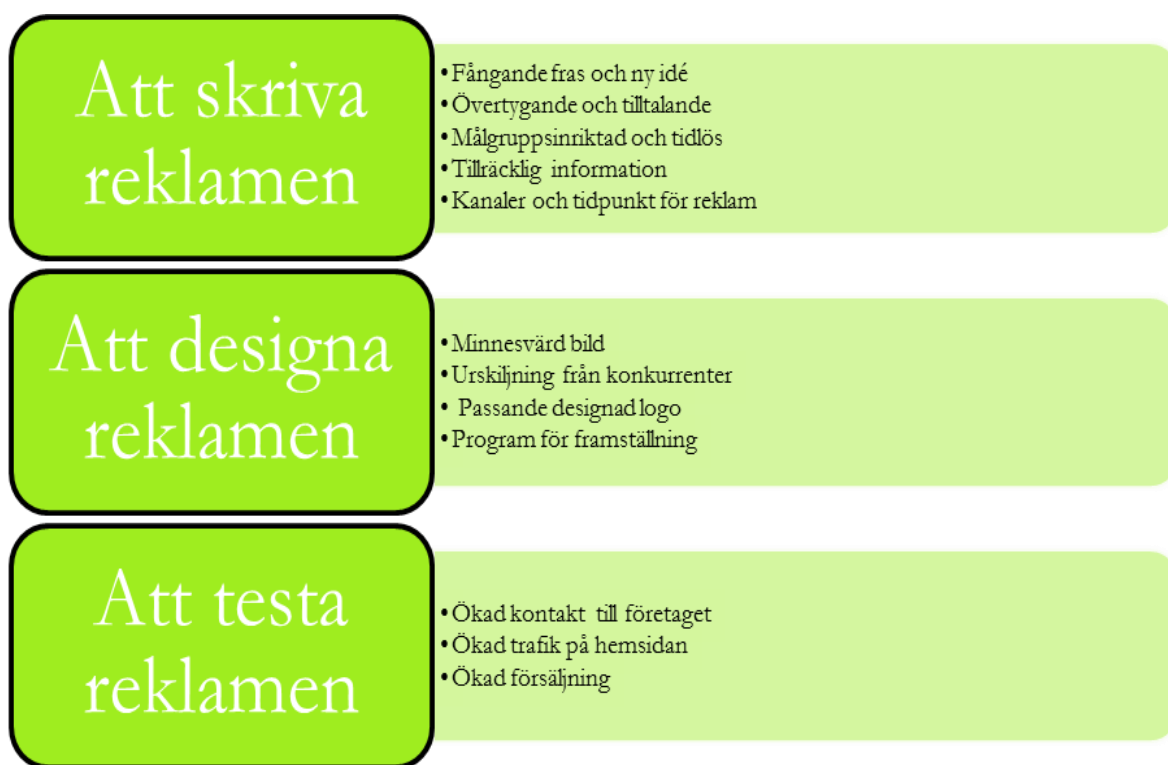 Att skriva
reklamen
• Fångande fras och ny idé
• Övertygande och tilltalande
• Målgruppsinriktad och tidlös
• Tillräcklig information
• Kanaler och tidpunkt för reklam
Att designa
reklamen
• Minnesvärd bild
• Urskiljning från konkurrenter
• Passande designad logo
• Program för framställning
Att testa
reklamen
• Ökad kontakt till företaget
• Ökad trafik på hemsidan
• Ökad försäljning